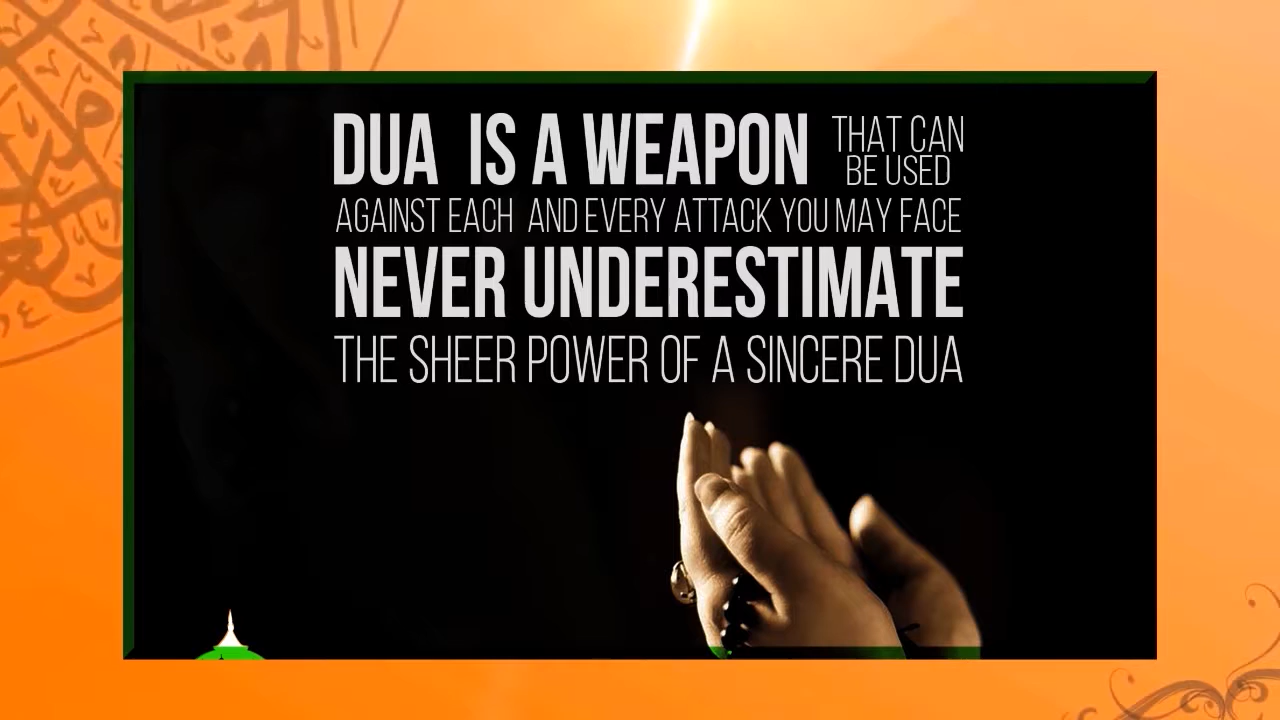 DUA IS A WEAPON THAT CAN BE USED
AGAINST EACH AND EVERY ATTACK YOU MAY FACE
NEVER UNDERESTIMATE
THE SHEER POWER OF A SINCERE DUA